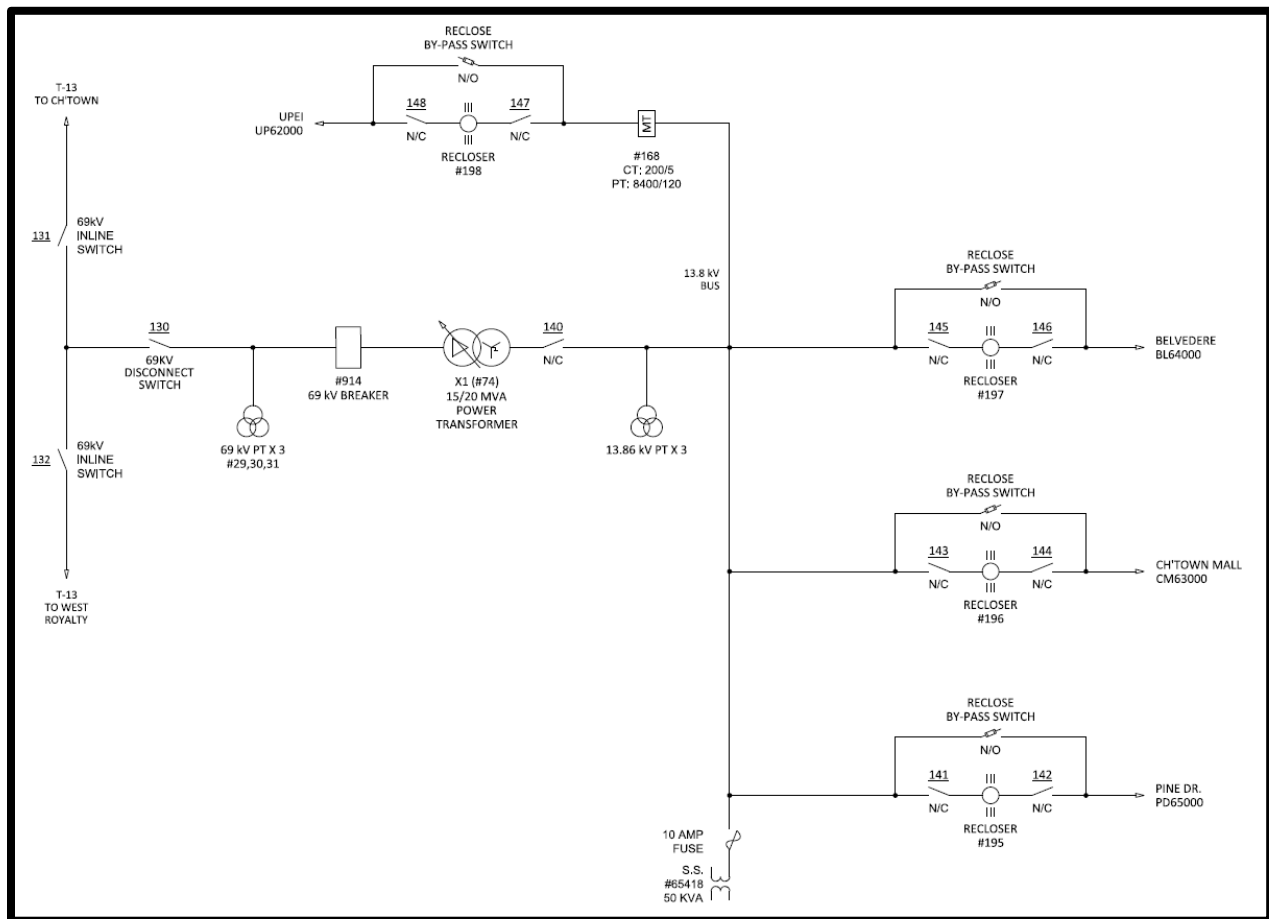 RECLOSE
BY-PASS SWITCH
N/O
T-13
TO CH'TOWN
148
147
UPEI
UP62000
N/C
N/C
RECLOSER
#198
MT
#168
CT: 200/5
PT: 8400/120
131
69kV
INLINE
SWITCH
13.8 kV
BUS
RECLOSE
BY-PASS SWITCH
N/O
130
69KV
DISCONNECT
SWITCH
#914
69 kV BREAKER
X1 (#74)
15/20 MVA
POWER
TRANSFORMER
140
N/C
145
146
N/C
N/C
RECLOSER
#197
BELVEDERE
BL64000
69 kV PT X 3
#29,30,31
13.86 kV PT X 3
132
69kV
INLINE
SWITCH
RECLOSE
BY-PASS SWITCH
N/O
143
144
N/C
N/C
RECLOSER
#196
CH'TOWN MALL
CM63000
T-13
TO WEST
ROYALTY
RECLOSE
BY-PASS SWITCH
N/O
141
142
N/C
N/C
RECLOSER
#195
PINE DR.
PD65000
10 AMP
FUSE
S.S.
#65418
50 KVA